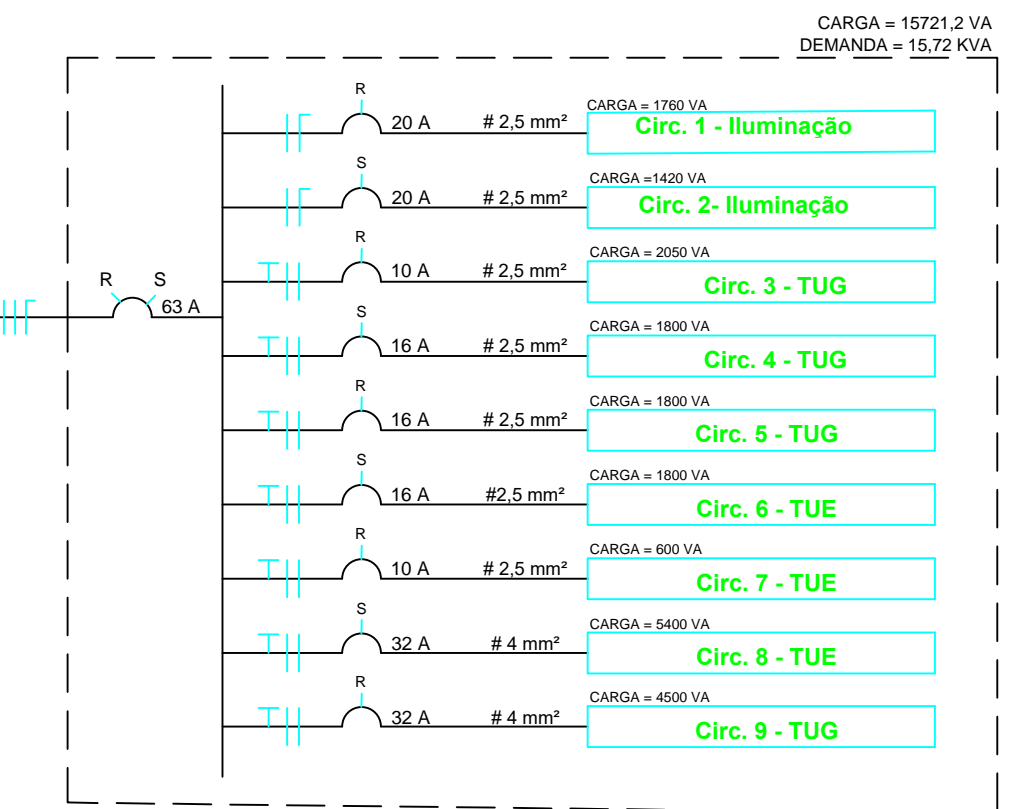 CARGA = 15721,2 VA
DEMANDA = 15,72 KVA
R
20 A
# 2,5 mm²
CARGA = 1760 VA
Circ. 1 - Iluminação
S
20 A
# 2,5 mm²
CARGA =1420 VA
Circ. 2- Iluminação
R
10 A
# 2,5 mm²
CARGA = 2050 VA
Circ. 3 - TUG
R S
63 A
S
16 A
# 2,5 mm²
CARGA = 1800 VA
Circ. 4 - TUG
R
16 A
# 2,5 mm²
CARGA = 1800 VA
Circ. 5 - TUG
S
16 A
#2,5 mm²
CARGA = 1800 VA
Circ. 6 - TUE
R
10 A
# 2,5 mm²
CARGA = 600 VA
Circ. 7 - TUE
S
32 A
# 4 mm²
CARGA = 5400 VA
Circ. 8 - TUE
R
32 A
# 4 mm²
CARGA = 4500 VA
Circ. 9 - TUG